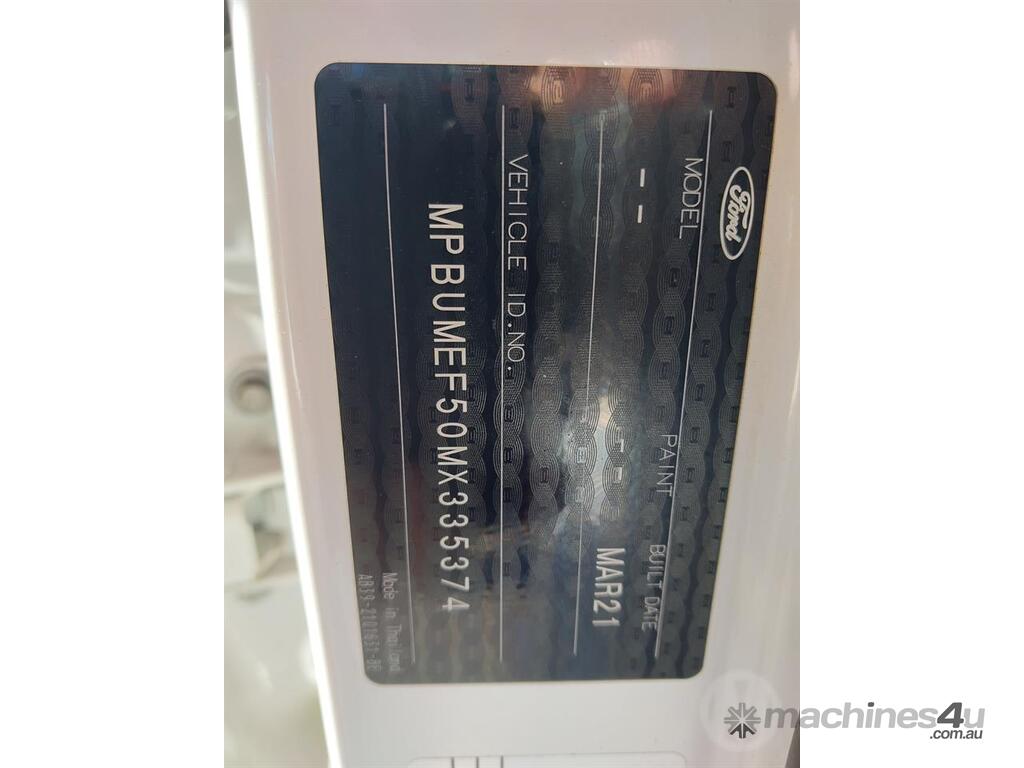 Ford
MODEL PAINT BUILT DATE
-- -- MAR21
VEHICLE ID.NO.
MPBUMEF50MX335374
Made in Thailand
machines4u
.com.au